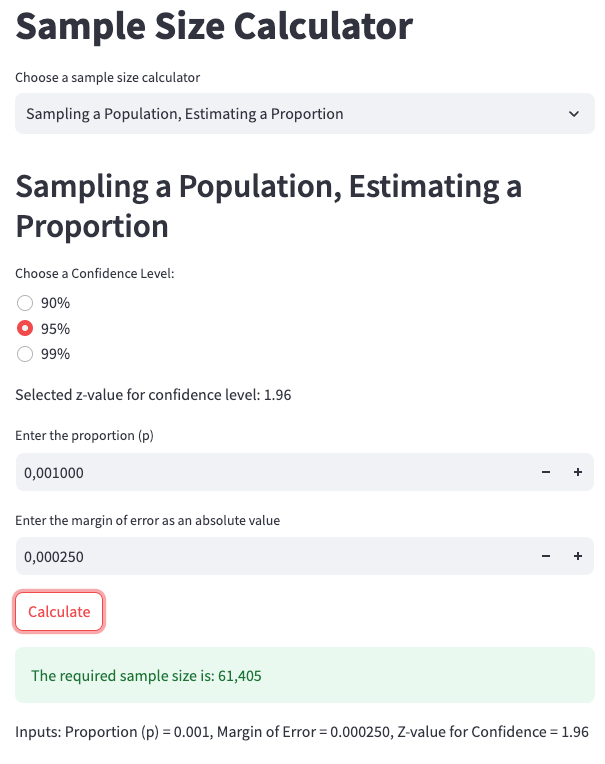 Sample Size Calculator
Choose a sample size calculator
Sampling a Population, Estimating a Proportion
Sampling a Population, Estimating a
Proportion
Choose a Confidence Level:
90%
95%
99%
Selected z-value for confidence level: 1.96
Enter the proportion (p)
0,001000
Enter the margin of error as an absolute value
0,000250
Calculate
The required sample size is: 61,405
Inputs: Proportion (p) = 0.001, Margin of Error = 0.000250, Z-value for Confidence = 1.96